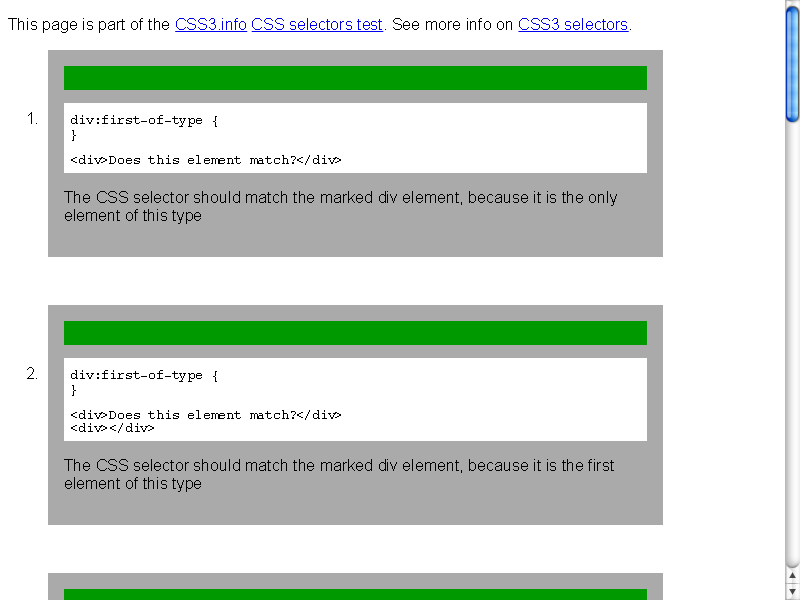 This page is part of the CSS3.info CSS selectors test. See more info on CSS3 selectors.
1.
div:first-of-type {
}
<div>Does this element match?</div>
The CSS selector should match the marked div element, because it is the only
element of this type
2.
div:first-of-type {
}
<div>Does this element match?</div>
<div></div>
The CSS selector should match the marked div element, because it is the first
element of this type